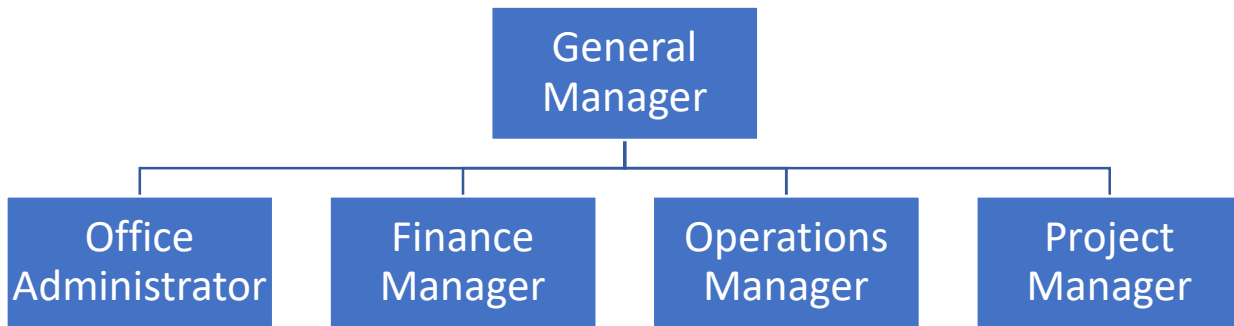 General
Manager
Office
Administrator
Finance
Manager
Operations
Manager
Project
Manager